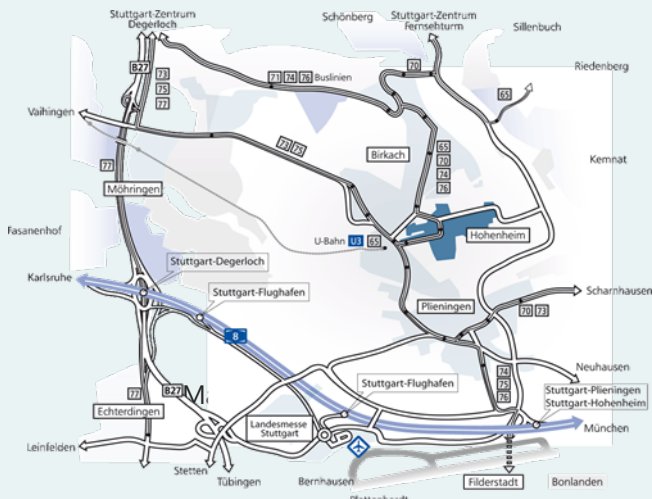 Stuttgart-Zentrum
Degerloch
Schönberg
Stuttgart-Zentrum
Fernsehturm
Sillenbuch
B27
73
75
77
71 74 76 Buslinien
70
Riedenberg
65
Vaihingen
73 75
Birkach
65
70
74
76
Kemnat
77
Möhringen
Fasanenhof
U-Bahn U3 65
Hohenheim
Stuttgart-Degerloch
Karlsruhe
Stuttgart-Flughafen
Scharnhausen
Plieningen
70 73
8
Neuhausen
74
75
76
77
B27
Ma
Stuttgart-Flughafen
Stuttgart-Plieningen
Stuttgart-Hohenheim
Echterdingen
Landesmesse
Stuttgart
München
Leinfelden
Stetten
Tübingen
Bernhausen
Filderstadt
Bonlanden
Plattenhardt